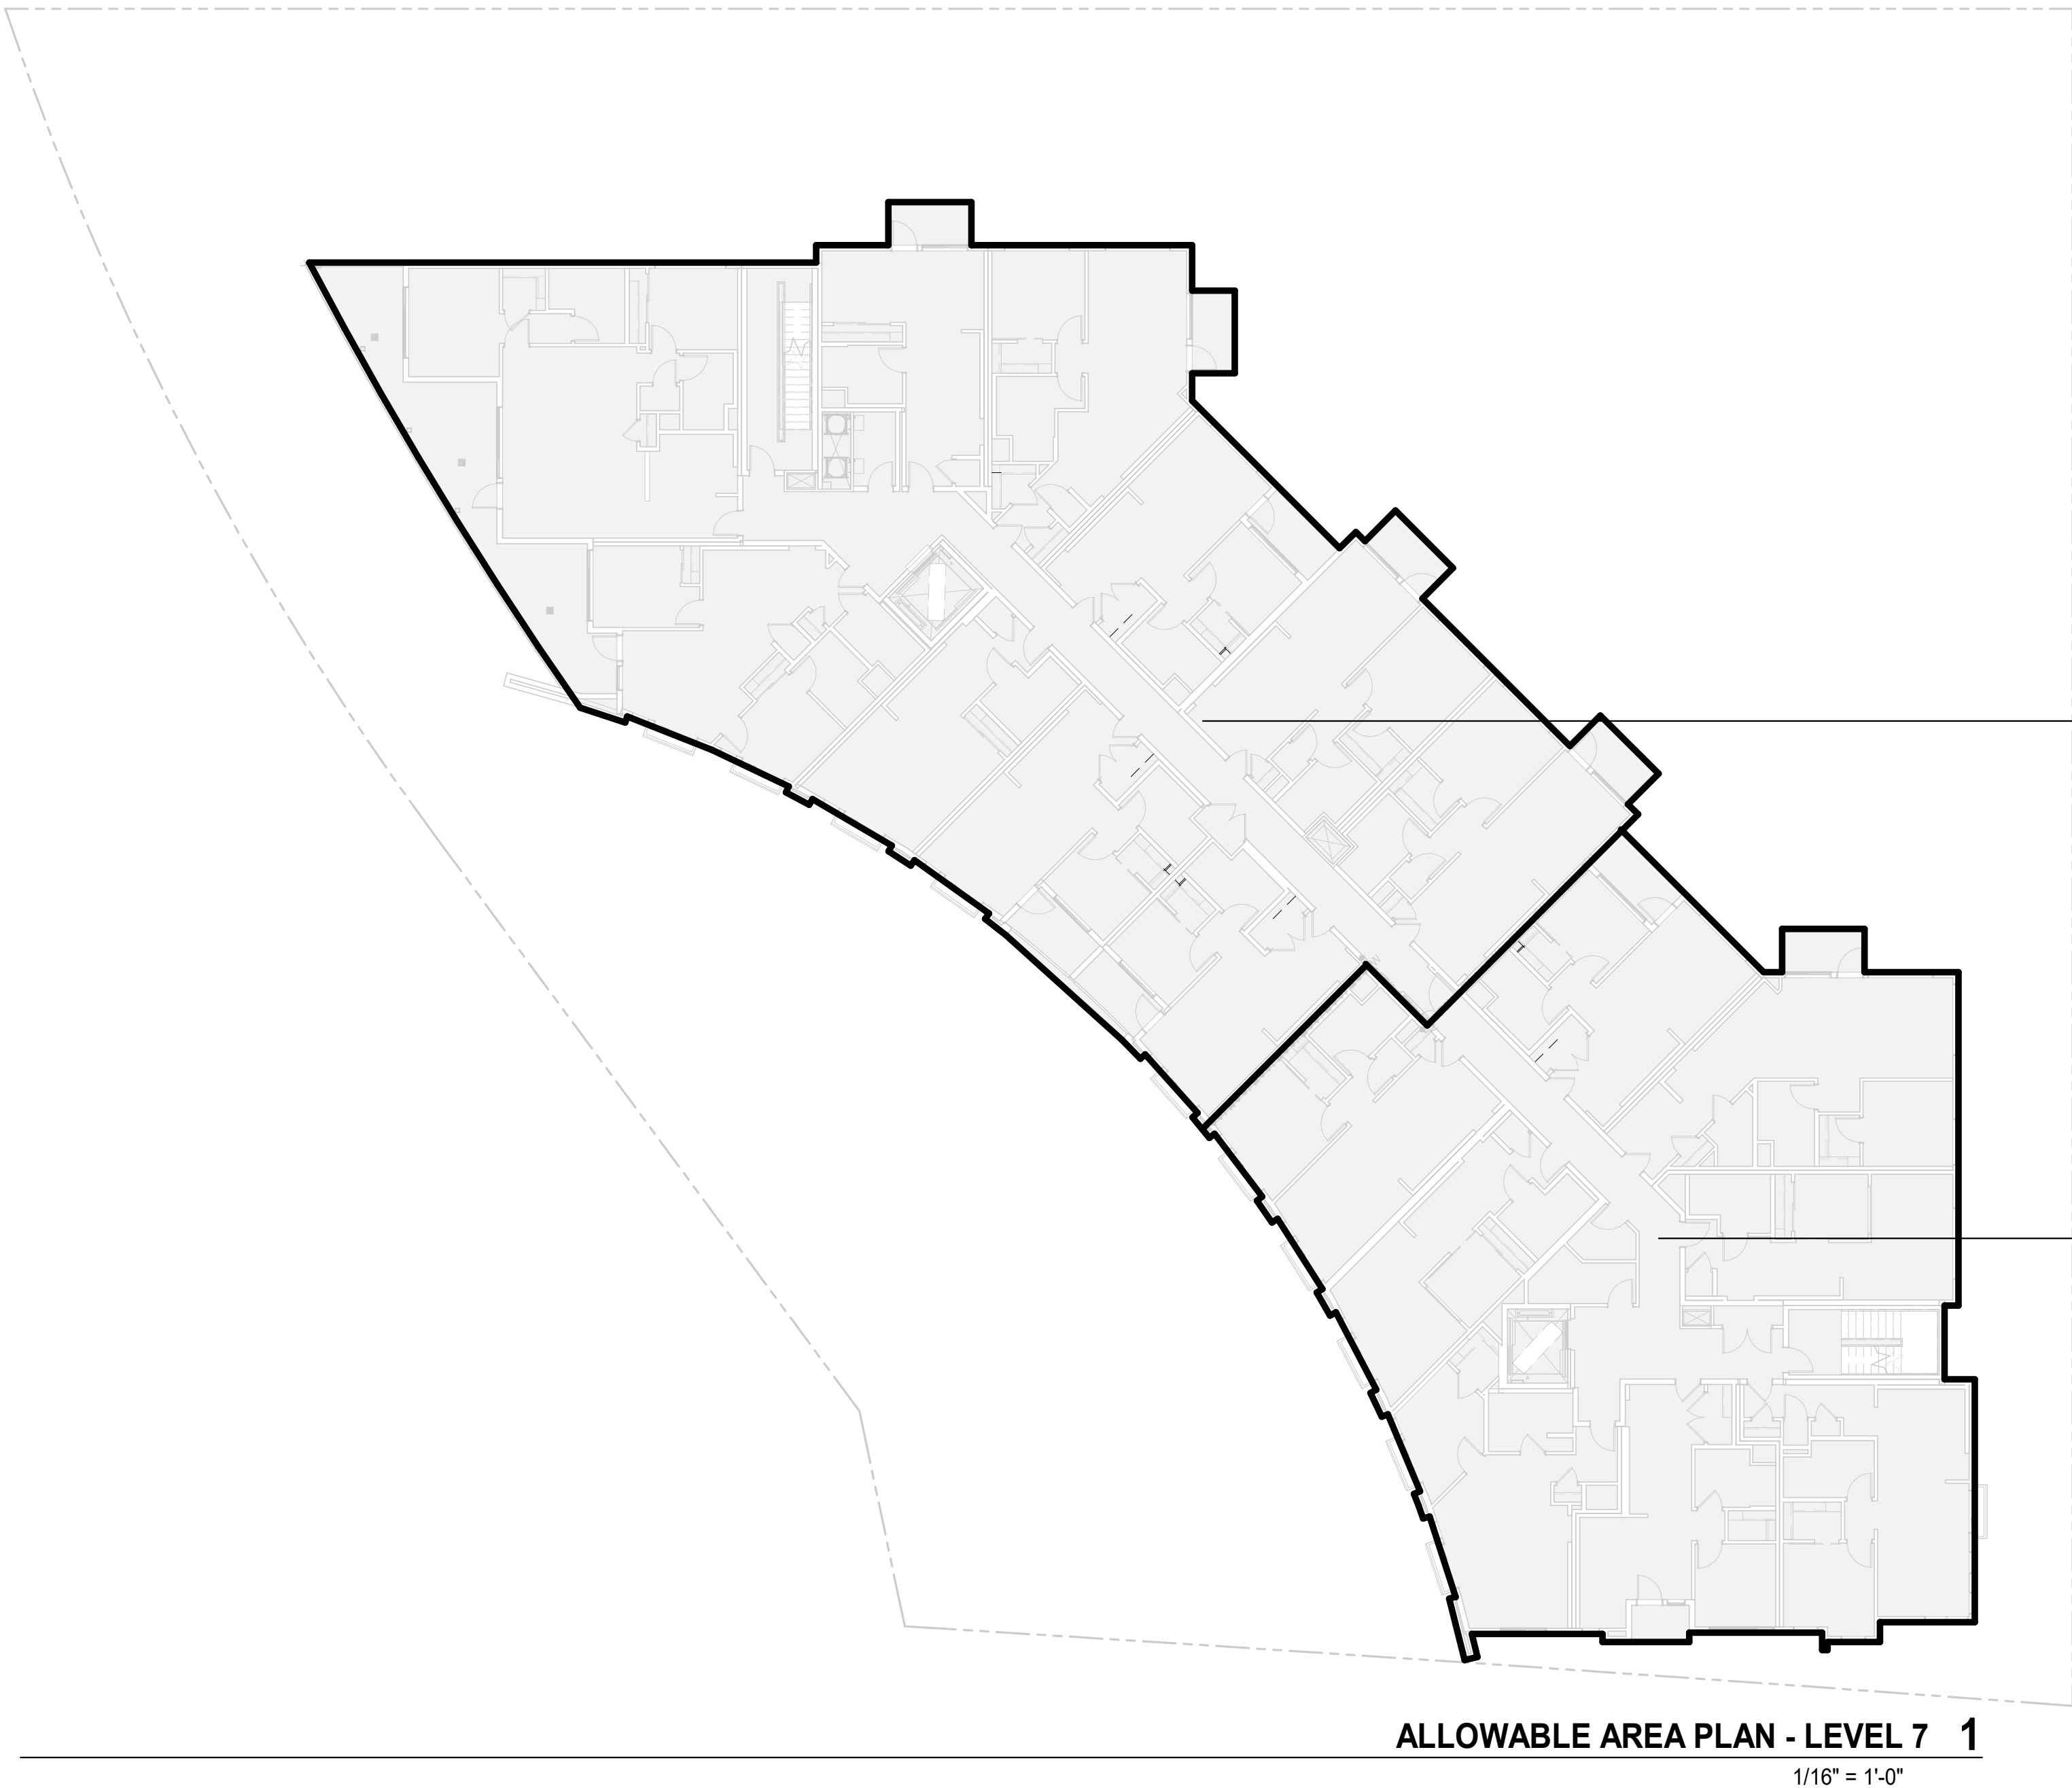 ALLOWABLE AREA PLAN - LEVEL 7 1
1/16" = 1'-0"